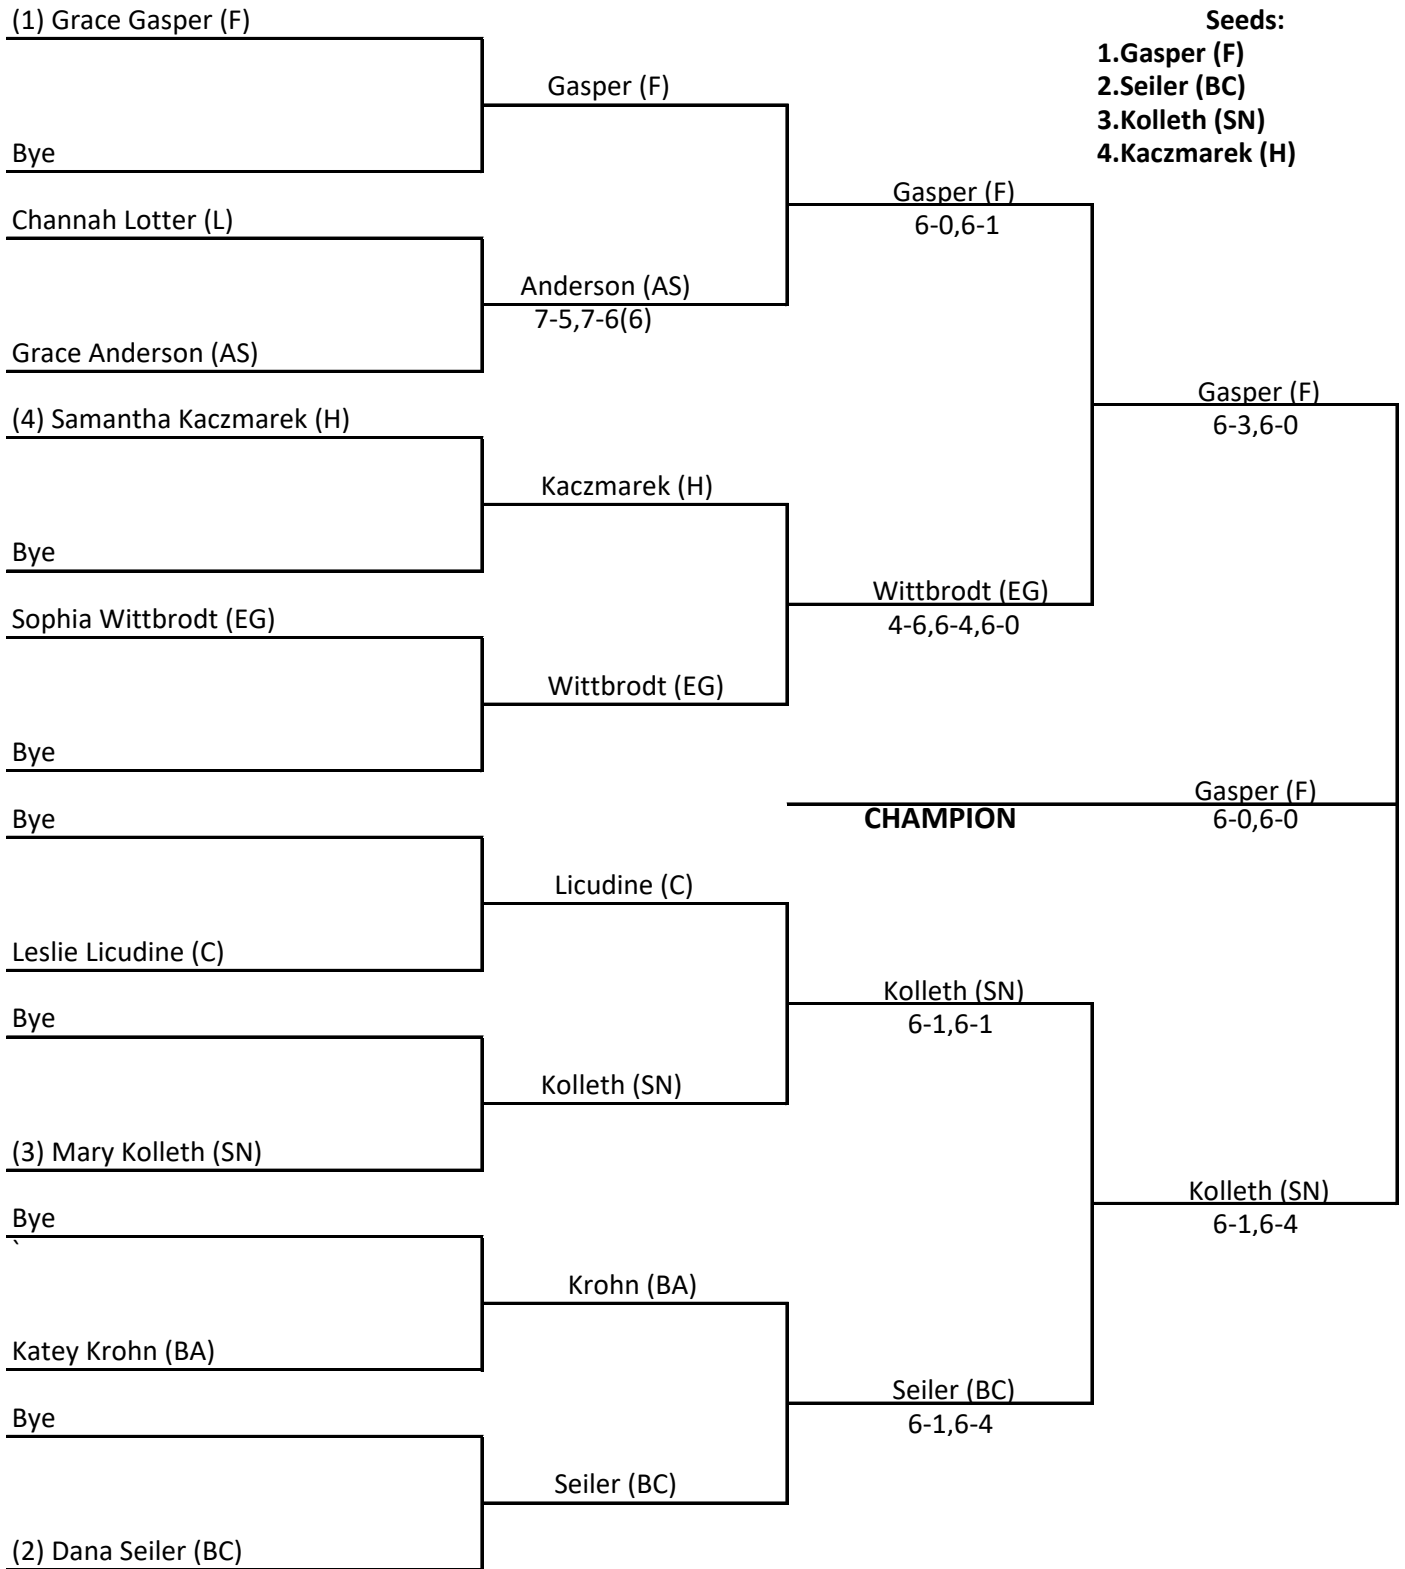 (1) Grace Gasper (F)
Seeds:
1.Gasper (F)
2.Seiler (BC)
3.Kolleth (SN)
4.Kaczmarek (H)
Gasper (F)
Bye
Gasper (F)
6-0,6-1
Channah Lotter (L)
Anderson (AS)
7-5,7-6(6)
Grace Anderson (AS)
Gasper (F)
6-3,6-0
(4) Samantha Kaczmarek (H)
Kaczmarek (H)
Bye
Wittbrodt (EG)
4-6,6-4,6-0
Sophia Wittbrodt (EG)
Wittbrodt (EG)
Bye
Gasper (F)
CHAMPION
6-0,6-0
Bye
Licudine (C)
Leslie Licudine (C)
Kolleth (SN)
6-1,6-1
Bye
Kolleth (SN)
(3) Mary Kolleth (SN)
Kolleth (SN)
6-1,6-4
Bye
`
Krohn (BA)
Katey Krohn (BA)
Seiler (BC)
6-1,6-4
Bye
Seiler (BC)
(2) Dana Seiler (BC)